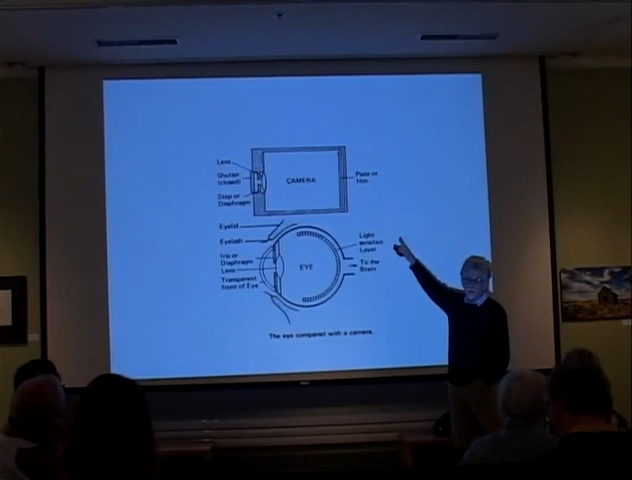 Lens
Shutter
(closed)
Stop or
Diaphragm
CAMERA
Plate or
film
Eyelid
Eyelash
Iris or
Diaphragm
Lens
Transparent
front of Eye
EYE
Light
sensitive
Layer
To the
Brain
The eye compared with a camera.